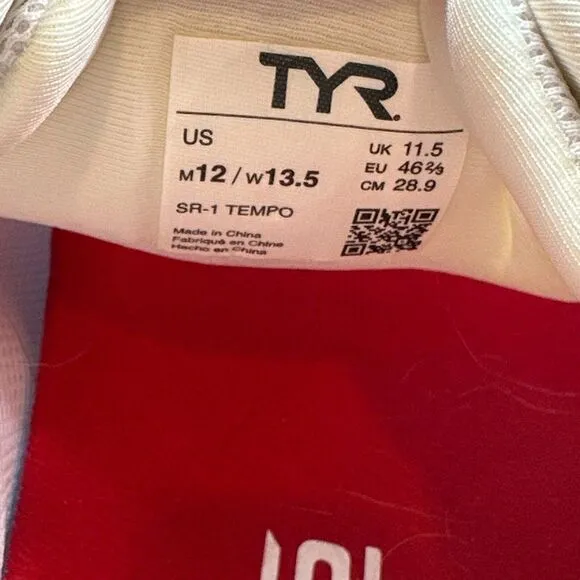 TYR
US
M12 / W13.5
SR-1 TEMPO
Made in China
Fabriqué en Chine
Hecho en China
UK 11.5
EU 46⅔
CM 28.9